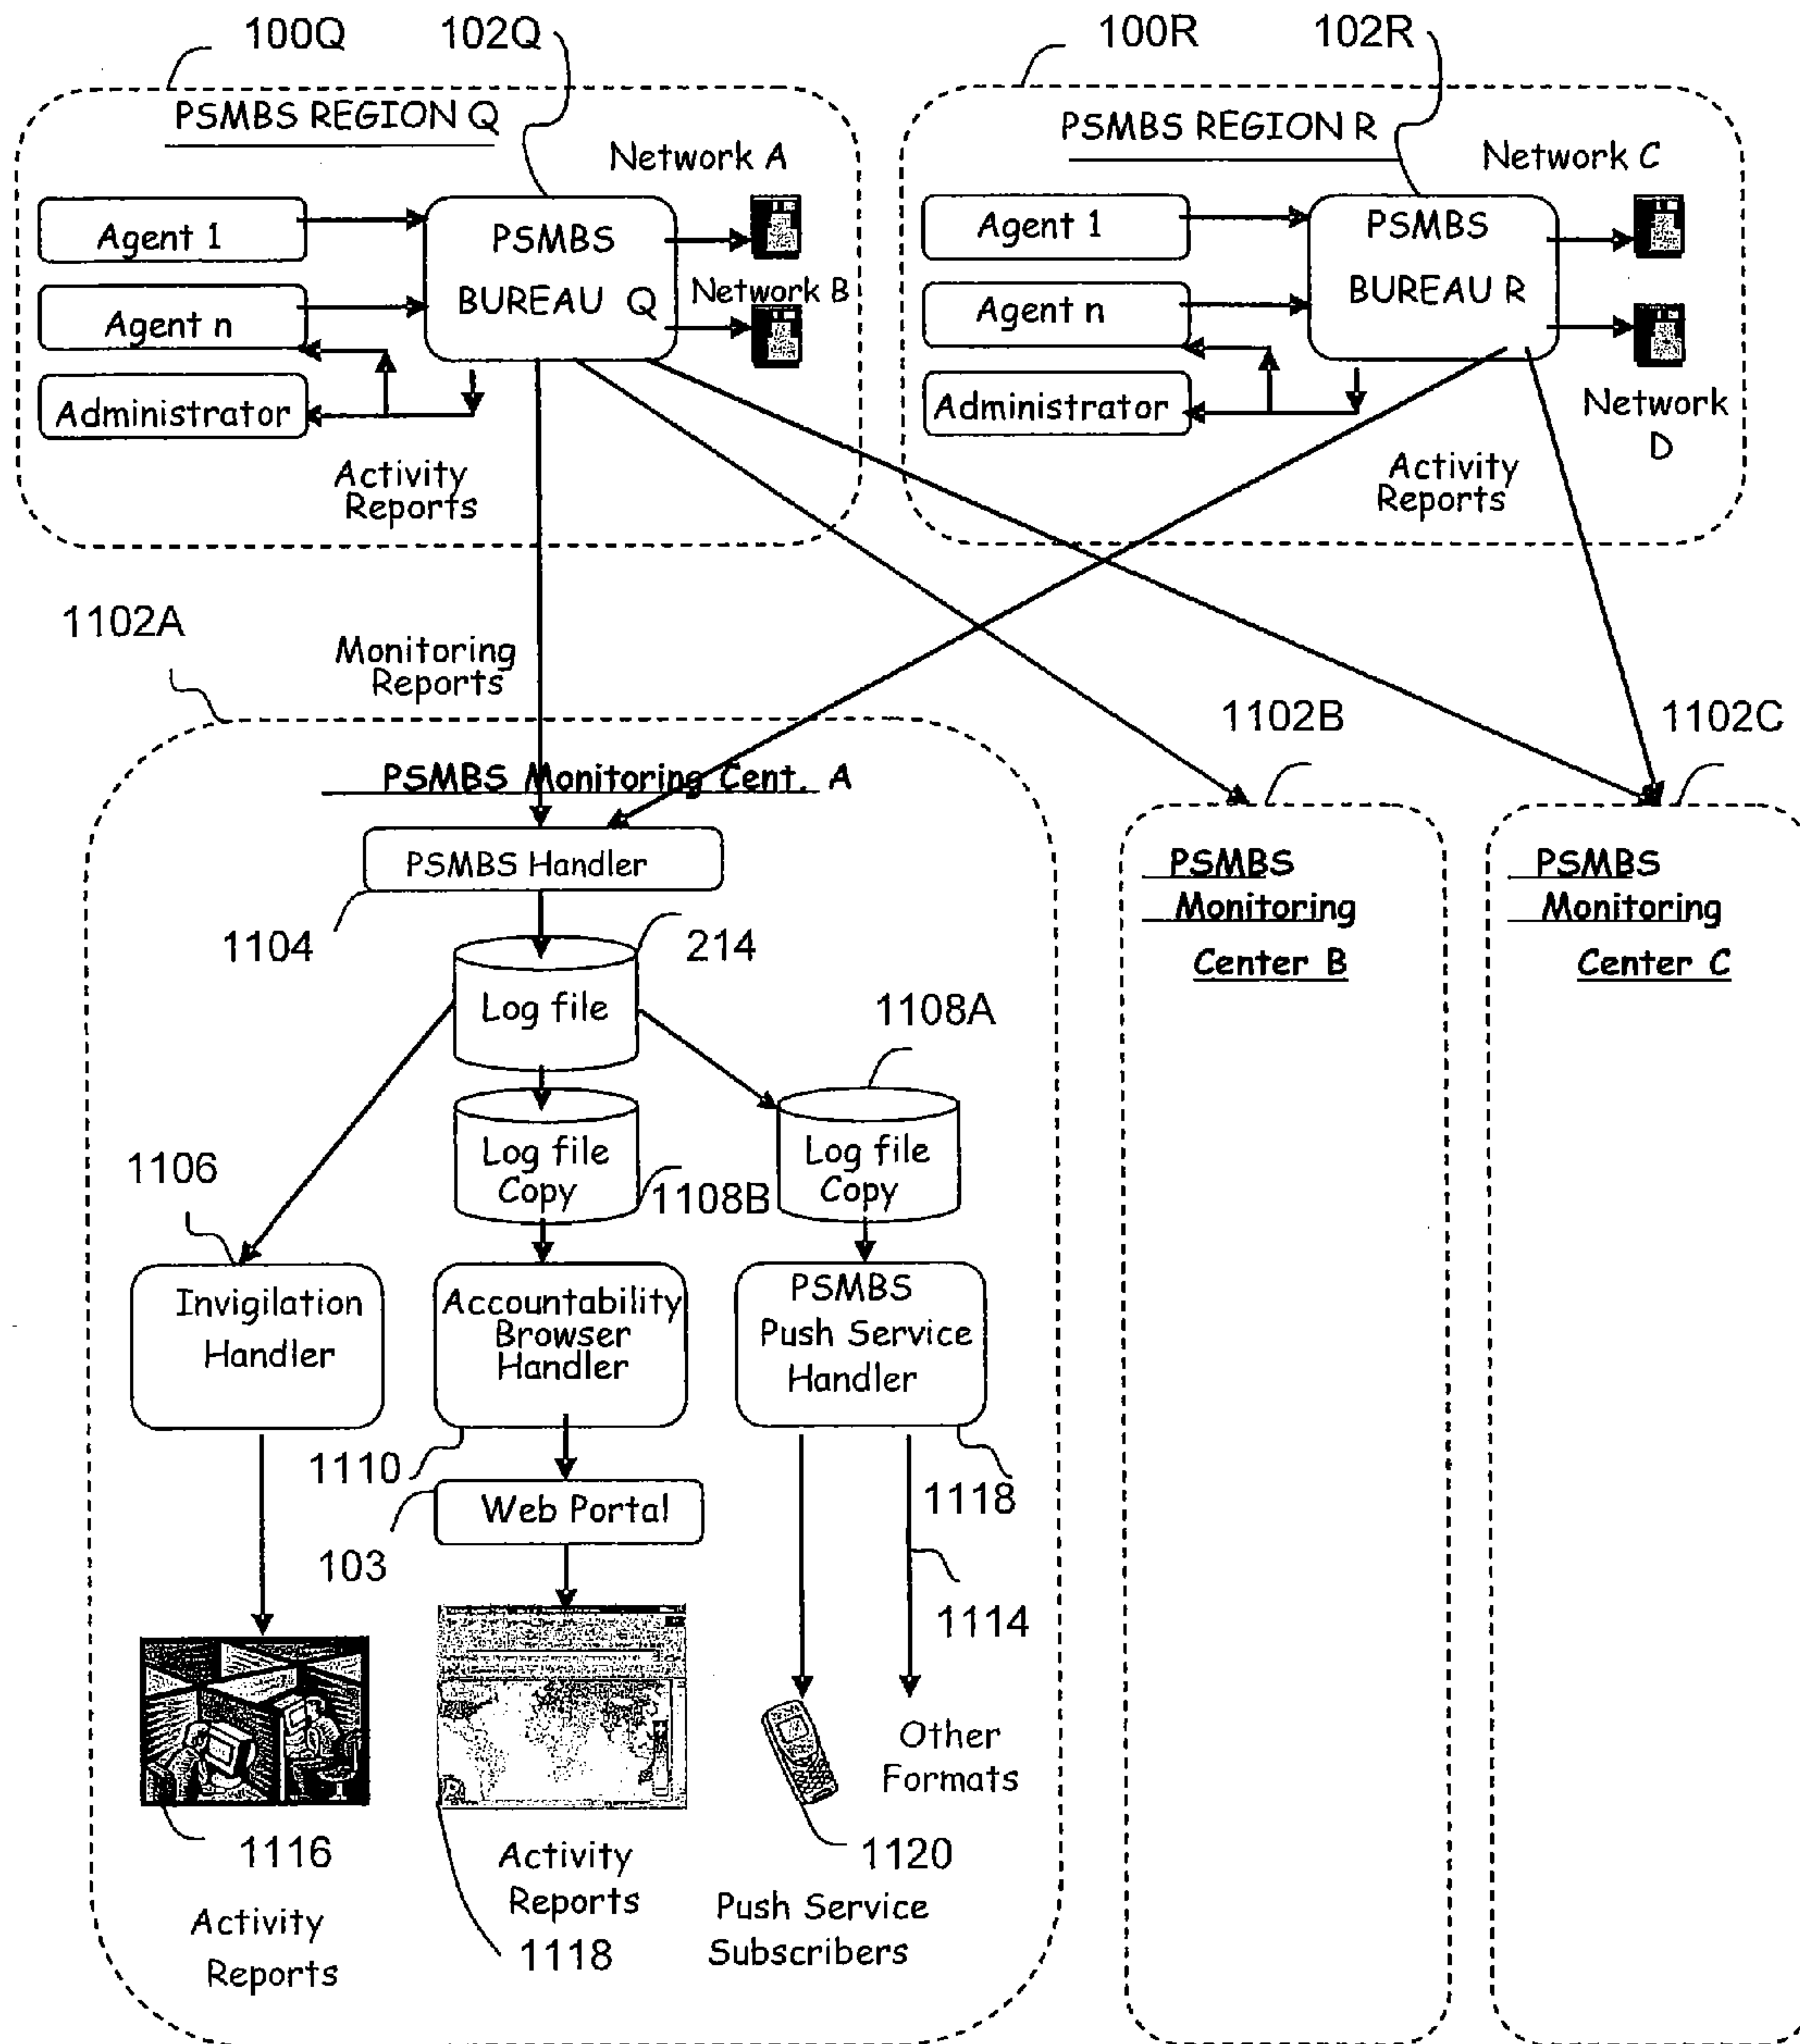 100Q
102Q
100R
102R
PSMBS REGION Q
Network A
Agent 1
PSMBS
BUREAU Q
Network B
Agent n
Administrator
Activity
Reports
PSMBS REGION R
Network C
Agent 1
PSMBS
BUREAU R
Agent n
Administrator
Network
D
Activity
Reports
1102A
Monitoring
Reports
1102B
1102C
PSMBS Monitoring Cent. A
PSMBS Handler
1104
214
Log file
1108A
Log file
Copy
1108B
Log file
Copy
1106
Invigilation
Handler
Accountability
Browser
Handler
PSMBS
Push Service
Handler
1110
1118
Web Portal
103
1114
Other
Formats
1116
Activity
Reports
Activity
Reports
1118
1120
Push Service
Subscribers
PSMBS
Monitoring
Center B
PSMBS
Monitoring
Center C